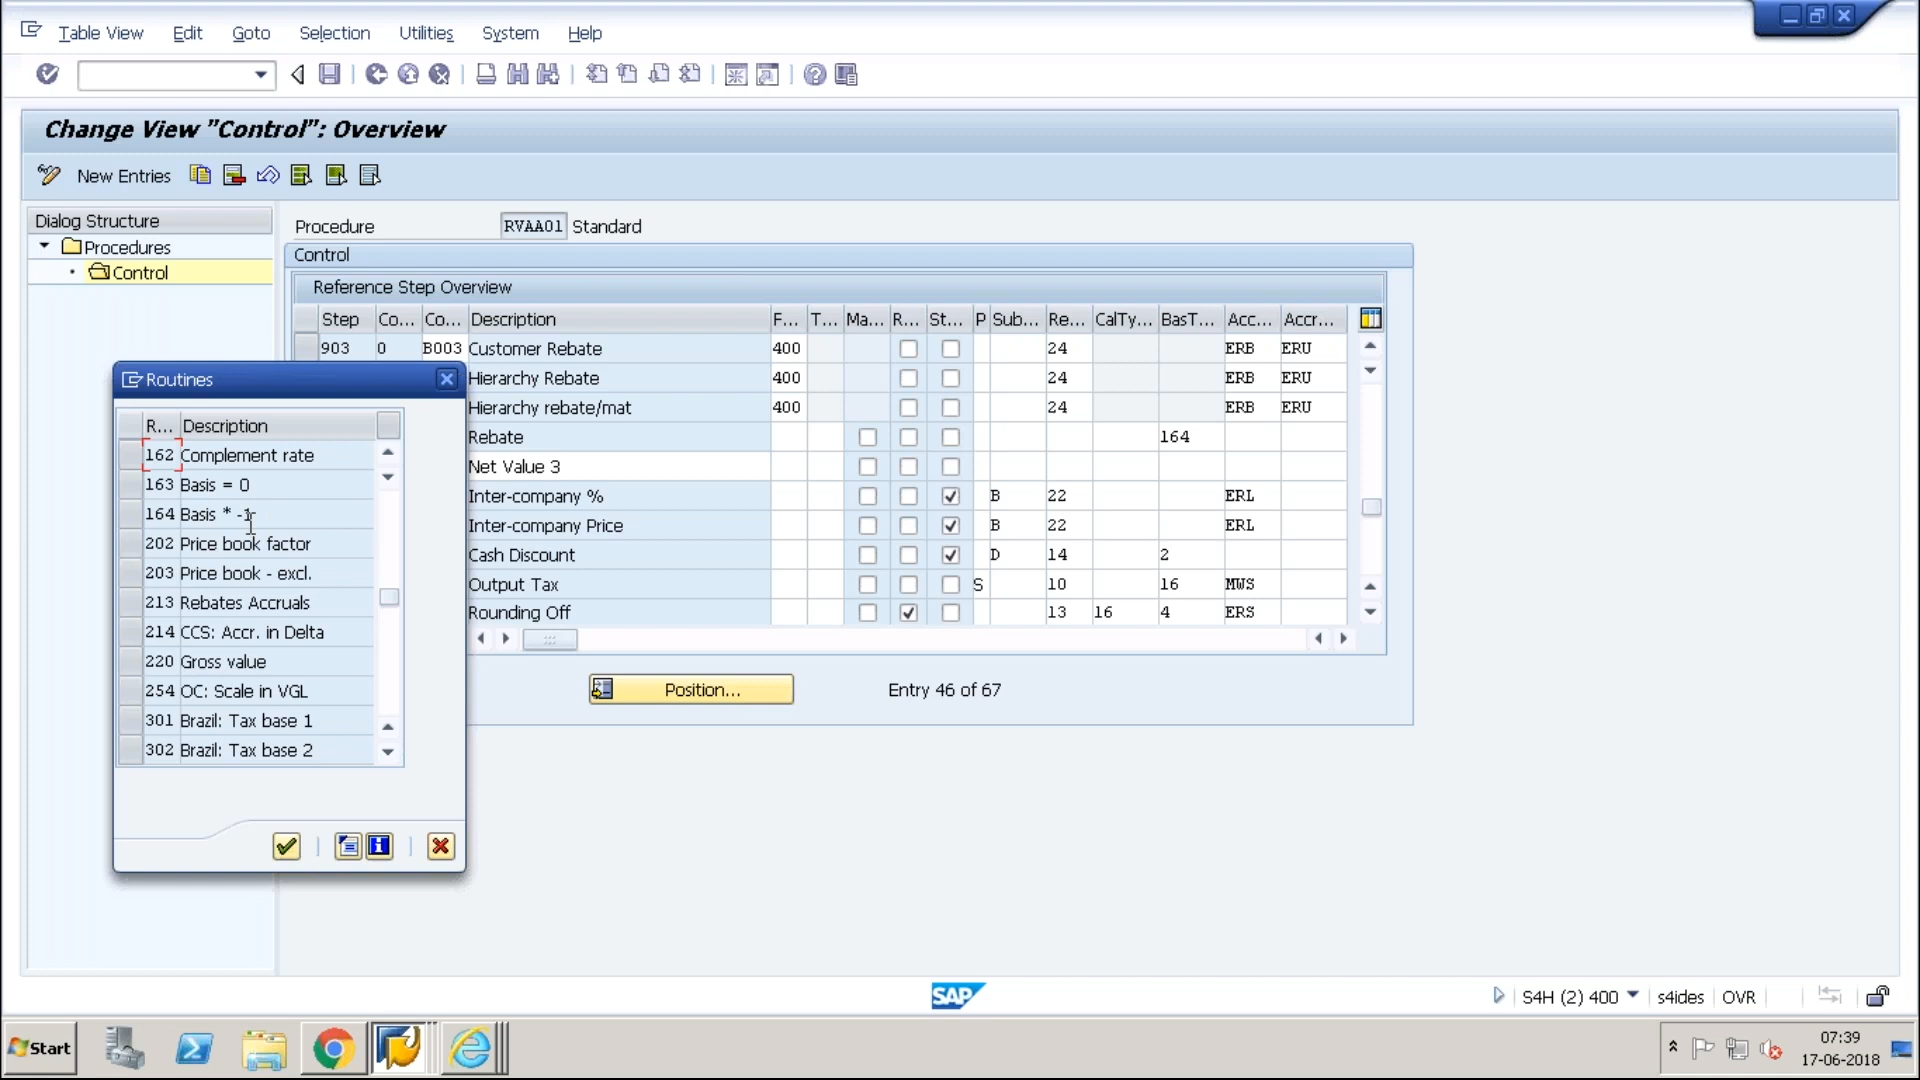 Table View Edit Goto Selection Utilities System Help
Change View "Control": Overview
New Entries
Dialog Structure
Procedures
Control
Procedure RVAA01 Standard
Control
Reference Step Overview
Step Co... Co... Description F... T... Ma... R... St... P Sub... Re... CalTy... BasT... Acc... Accr...
903 0 B003 Customer Rebate 400 24 ERB ERU
Hierarchy Rebate 400 24 ERB ERU
Hierarchy rebate/mat 400 24 ERB ERU
Rebate 164
Net Value 3
Inter-company % B 22 ERL
Inter-company Price B 22 ERL
Cash Discount D 14 2
Output Tax S 10 16 MWS
Rounding Off 13 16 4 ERS
Position... Entry 46 of 67
Routines
R... Description
162 Complement rate
163 Basis = 0
164 Basis * -1
202 Price book factor
203 Price book - excl.
213 Rebates Accruals
214 CCS: Accr. in Delta
220 Gross value
254 OC: Scale in VGL
301 Brazil: Tax base 1
302 Brazil: Tax base 2
SAP
S4H (2) 400 s4ides OVR
Start
07:39
17-06-2018